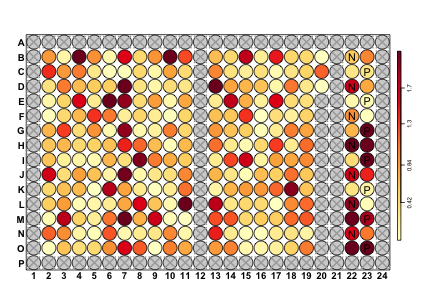 A
B N
C P
D N
E P
F N
G P
H N
I P
J N
K P
L N
M P
N N
O P
P
1 2 3 4 5 6 7 8 9 10 11 12 13 14 15 16 17 18 19 20 21 22 23 24
0.42 0.84 1.3 1.7